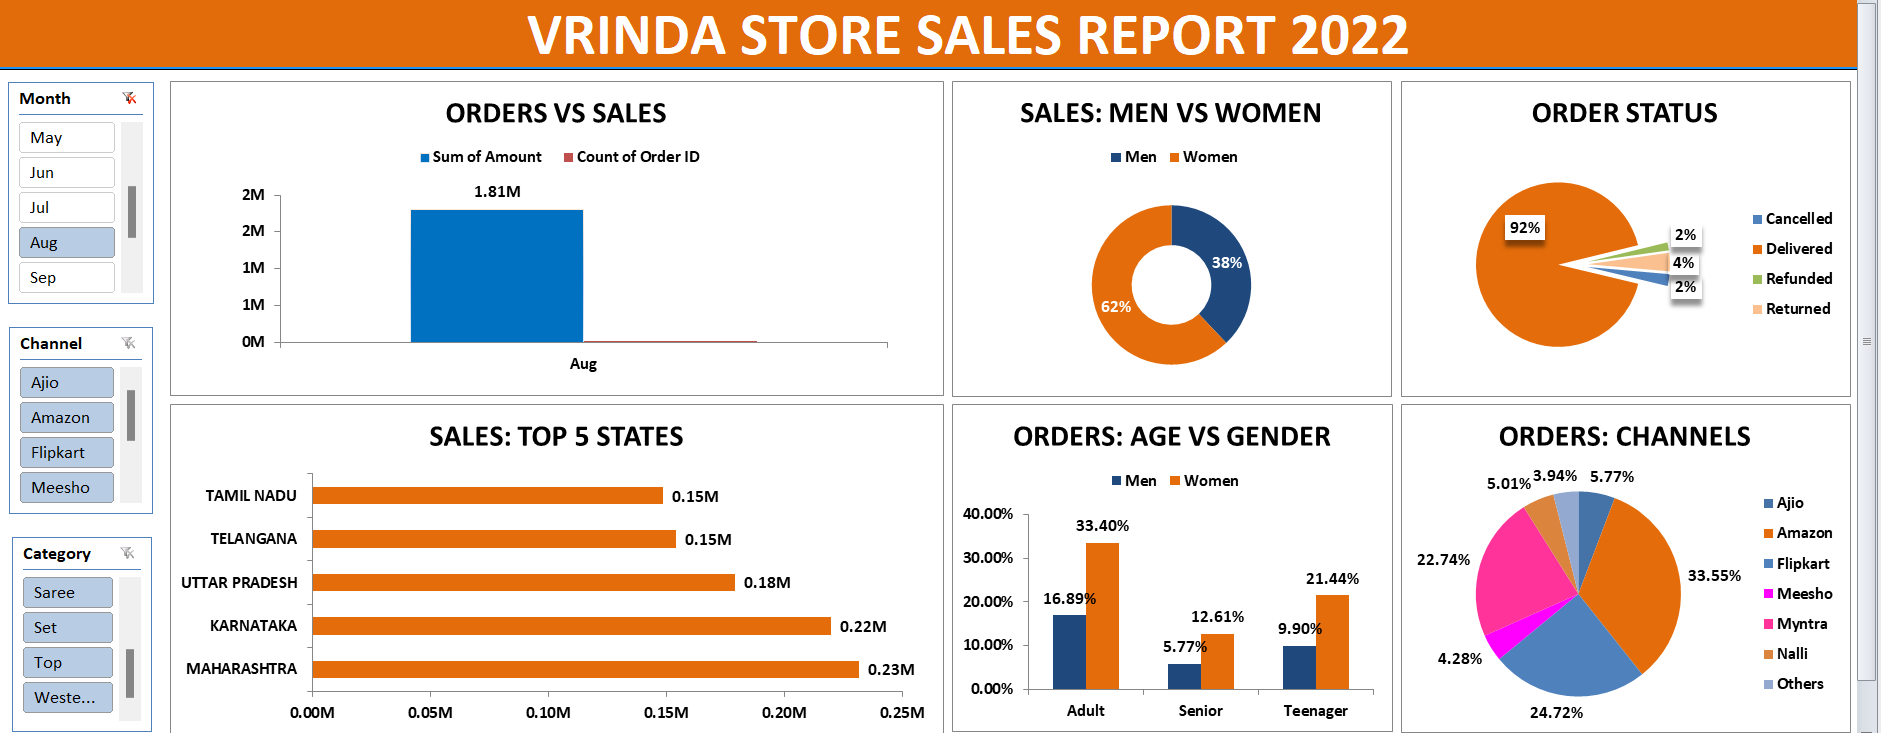 VRINDA STORE SALES REPORT 2022
Month
May
Jun
Jul
Aug
Sep
Channel
Ajio
Amazon
Flipkart
Meesho
Category
Saree
Set
Top
Weste...
ORDERS VS SALES
Sum of Amount Count of Order ID
1.81M
2M
2M
1M
1M
0M
Aug
SALES: MEN VS WOMEN
Men Women
38%
62%
ORDER STATUS
92%
2%
4%
2%
Cancelled
Delivered
Refunded
Returned
SALES: TOP 5 STATES
TAMIL NADU 0.15M
TELANGANA 0.15M
UTTAR PRADESH 0.18M
KARNATAKA 0.22M
MAHARASHTRA 0.23M
0.00M 0.05M 0.10M 0.15M 0.20M 0.25M
ORDERS: AGE VS GENDER
Men Women
40.00%
30.00%
20.00%
10.00%
0.00%
33.40%
16.89%
12.61%
5.77%
21.44%
9.90%
Adult Senior Teenager
ORDERS: CHANNELS
5.01% 3.94% 5.77%
22.74%
33.55%
4.28%
24.72%
Ajio
Amazon
Flipkart
Meesho
Myntra
Nalli
Others